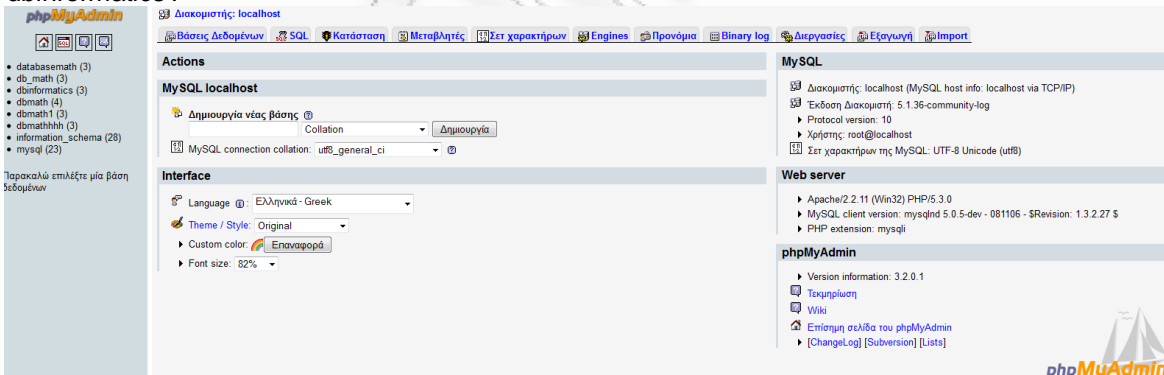 dbinformatics .
phpMyAdmin
databasemath (3)
db_math (3)
dbinformatics (3)
dbmath (4)
dbmath1 (3)
dbmathhhh (3)
information_schema (28)
mysql (23)
Παρακαλώ επιλέξτε μία βάση
δεδομένων
Διακομιστής: localhost
Βάσεις Δεδομένων SQL Κατάσταση Μεταβλητές Σετ χαρακτήρων Engines Προνόμια Binary log Διεργασίες Εξαγωγή Import
Actions
MySQL localhost
Δημιουργία νέας βάσης
Collation Δημιουργία
MySQL connection collation: utf8_general_ci
Interface
Language : Ελληνικά - Greek
Theme / Style: Original
Custom color: Επαναφορά
Font size: 82%
MySQL
Διακομιστής: localhost (MySQL host info: localhost via TCP/IP)
Έκδοση Διακομιστή: 5.1.36-community-log
Protocol version: 10
Χρήστης: root@localhost
Σετ χαρακτήρων της MySQL: UTF-8 Unicode (utf8)
Web server
Apache/2.2.11 (Win32) PHP/5.3.0
MySQL client version: mysqlnd 5.0.5-dev - 081106 - $Revision: 1.3.2.27 $
PHP extension: mysqli
phpMyAdmin
Version information: 3.2.0.1
Τεκμηρίωση
Wiki
Επίσημη σελίδα του phpMyAdmin
[ChangeLog] [Subversion] [Lists]
phpMyAdmin